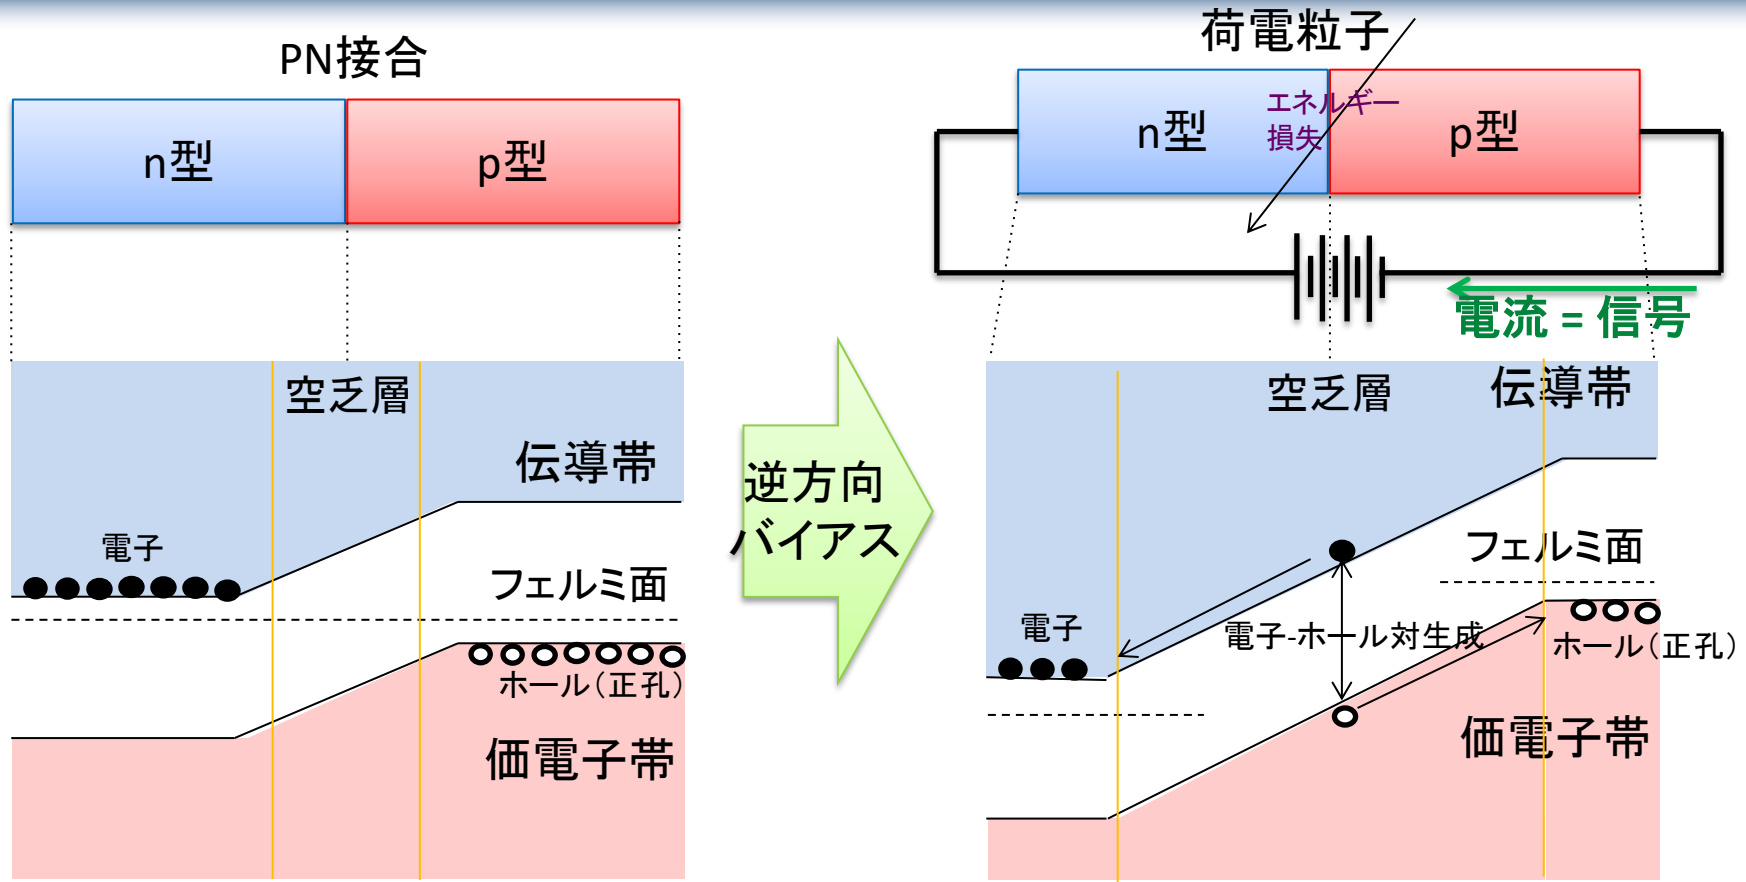 PN接合
n型
p型
空乏層
伝導帯
電子
フェルミ面
ホール(正孔)
価電子帯
逆方向
バイアス
荷電粒子
n型
エネルギー
損失
p型
電流 = 信号
空乏層
伝導帯
フェルミ面
電子
電子-ホール対生成
ホール(正孔)
価電子帯